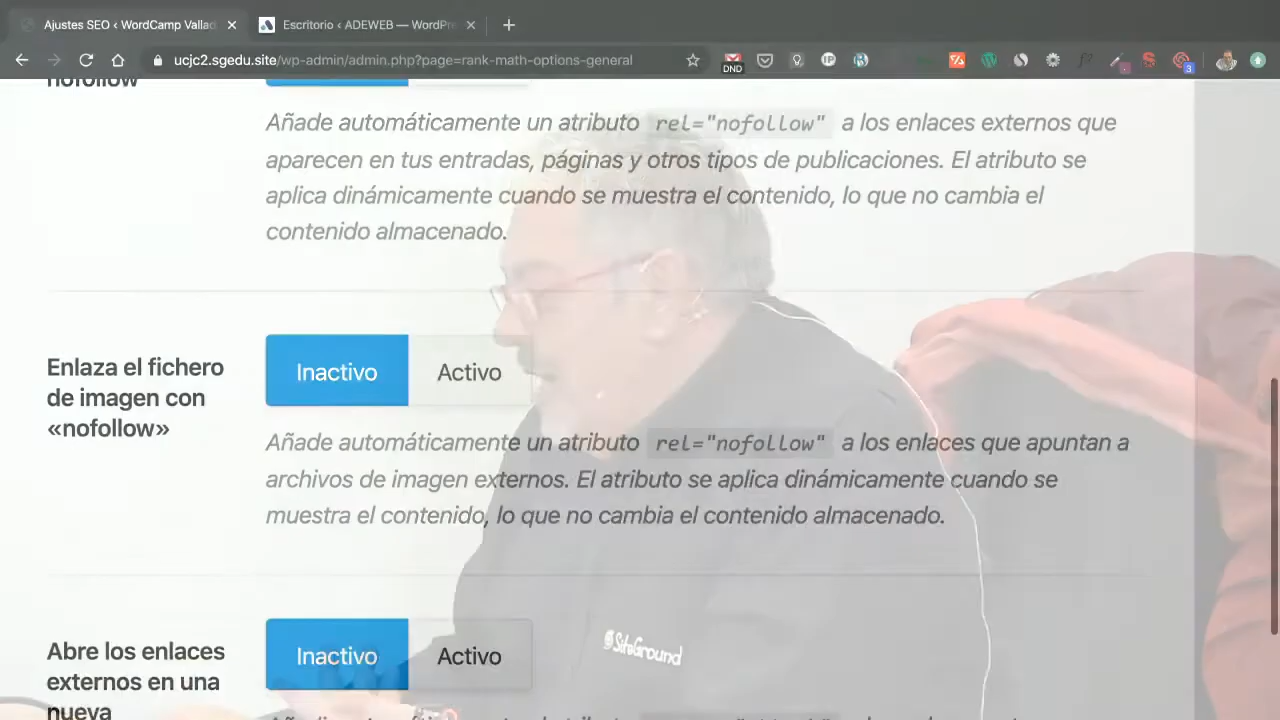 Ajustes SEO ‹ WordCamp Vallad
Escritorio ‹ ADEWEB — WordPre
ucjc2.sgedu.site/wp-admin/admin.php?page=rank-math-options-general
DND
3
nofollow»
Añade automáticamente un atributo rel="nofollow" a los enlaces externos que
aparecen en tus entradas, páginas y otros tipos de publicaciones. El atributo se
aplica dinámicamente cuando se muestra el contenido, lo que no cambia el
contenido almacenado.
Enlaza el fichero
de imagen con
«nofollow»
Inactivo Activo
Añade automáticamente un atributo rel="nofollow" a los enlaces que apuntan a
archivos de imagen externos. El atributo se aplica dinámicamente cuando se
muestra el contenido, lo que no cambia el contenido almacenado.
Abre los enlaces
externos en una
nueva
Inactivo Activo
SiteGround